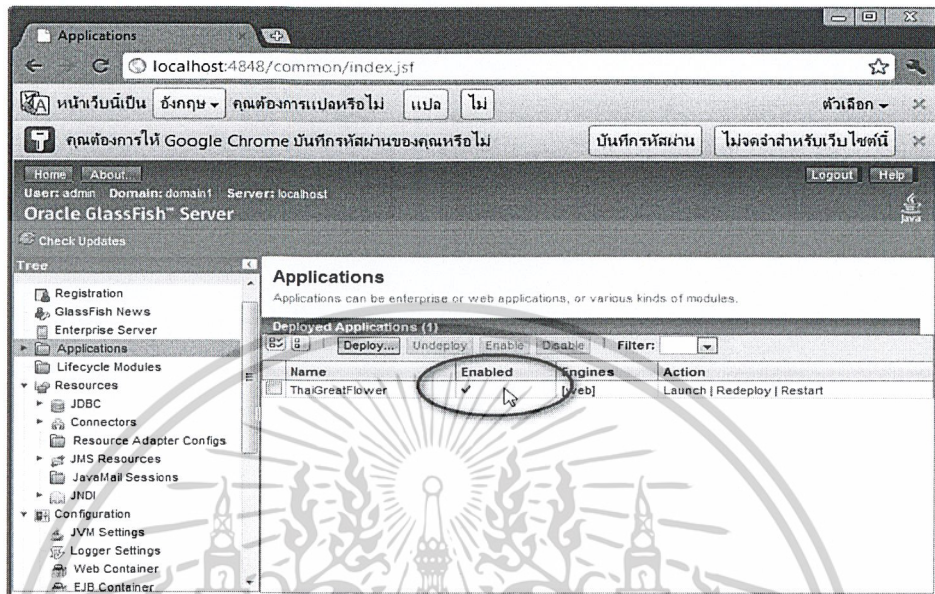 Applications
localhost:4848/common/index.jsf
หน้าเว็บนี้เป็น อังกฤษ คุณต้องการแปลหรือไม่ แปล ไม่ ตัวเลือก
คุณต้องการให้ Google Chrome บันทึกรหัสผ่านของคุณหรือไม่ บันทึกรหัสผ่าน ไม่จดจำสำหรับเว็บไซต์นี้
Home About... Logout Help
User: admin Domain: domain1 Server: localhost
Oracle GlassFish™ Server
Java
Check Updates
Tree
Registration
GlassFish News
Enterprise Server
Applications
Lifecycle Modules
Resources
JDBC
Connectors
Resource Adapter Configs
JMS Resources
JavaMail Sessions
JNDI
Configuration
JVM Settings
Logger Settings
Web Container
EJB Container
Applications
Applications can be enterprise or web applications, or various kinds of modules.
Deployed Applications (1)
Deploy... Undeploy Enable Disable Filter:
Name Enabled Engines Action
ThaiGreatFlower [web] Launch | Redeploy | Restart